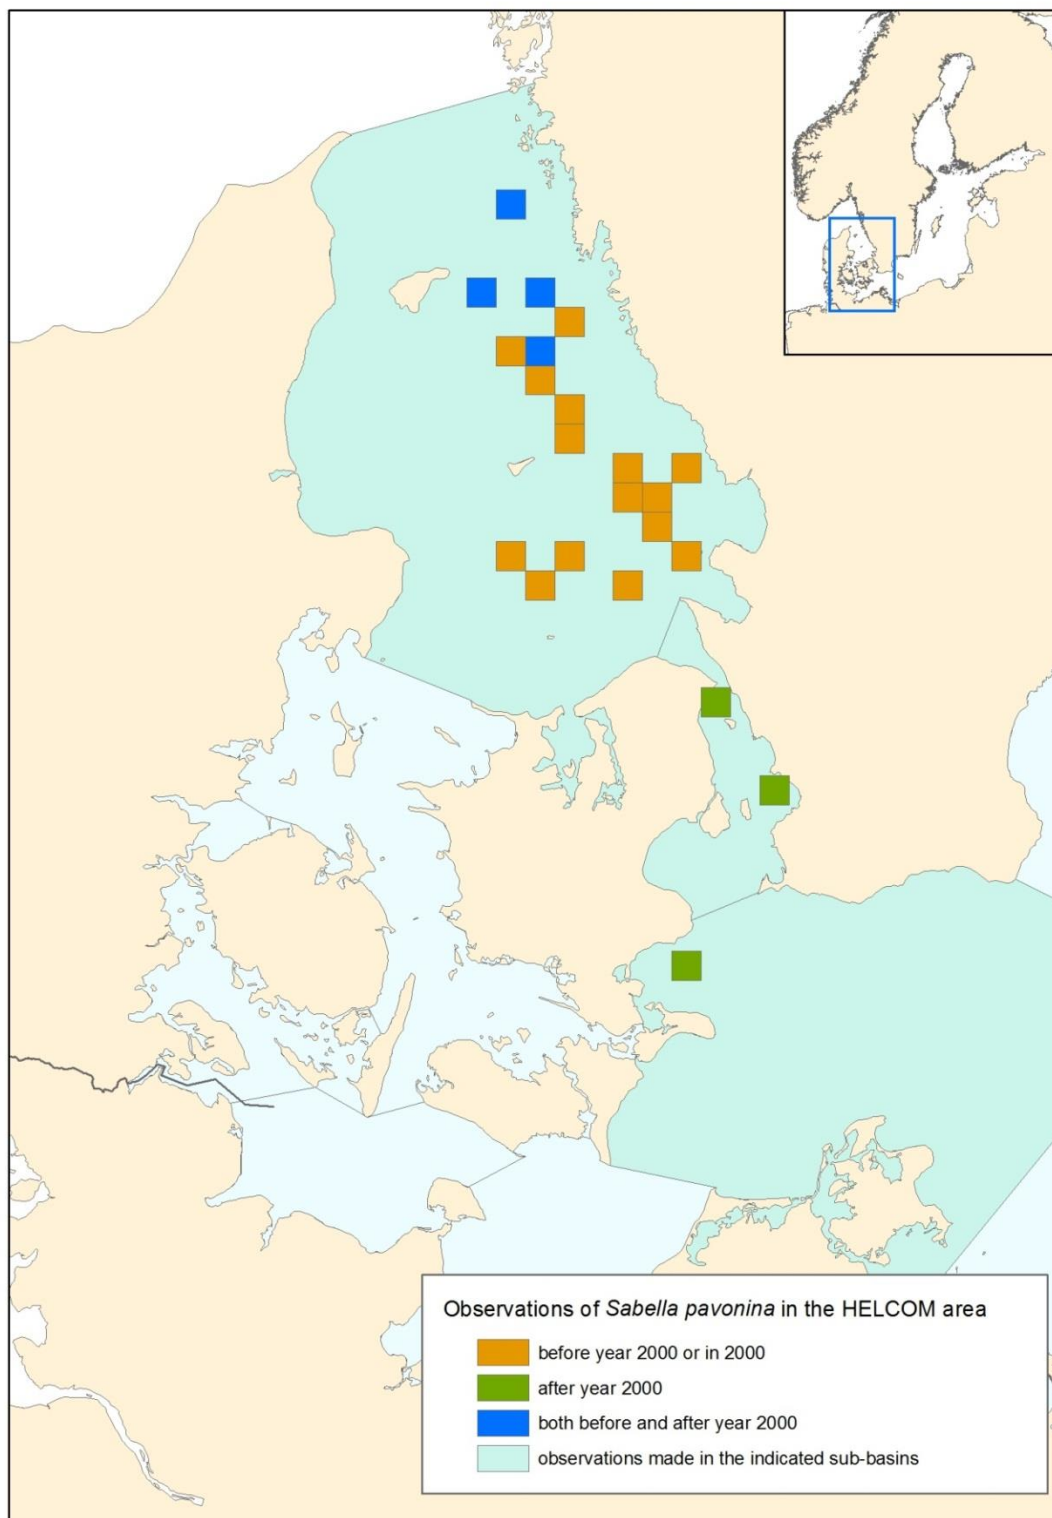 Observations of Sabella pavonina in the HELCOM area
before year 2000 or in 2000
after year 2000
both before and after year 2000
observations made in the indicated sub-basins